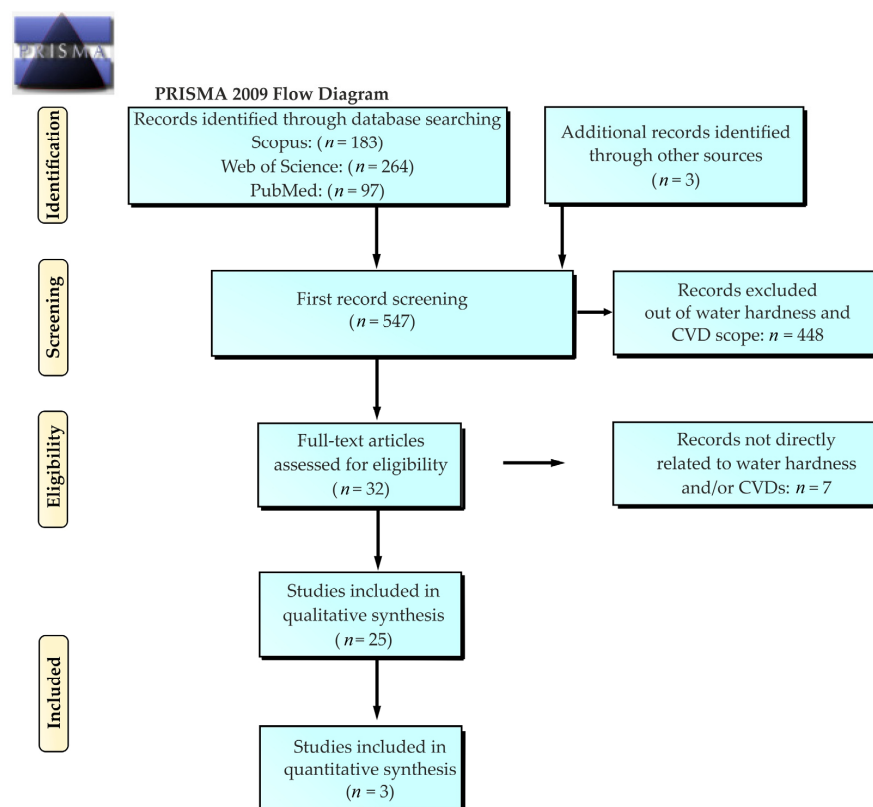 PRISMA
PRISMA 2009 Flow Diagram
Identification
Records identified through database searching
Scopus: (n = 183)
Web of Science: (n = 264)
PubMed: (n = 97)
Additional records identified
through other sources
(n = 3)
Screening
First record screening
(n = 547)
Records excluded
out of water hardness and
CVD scope: n = 448
Eligibility
Full-text articles
assessed for eligibility
(n = 32)
Records not directly
related to water hardness
and/or CVDs: n = 7
Included
Studies included in
qualitative synthesis
(n = 25)
Studies included in
quantitative synthesis
(n = 3)